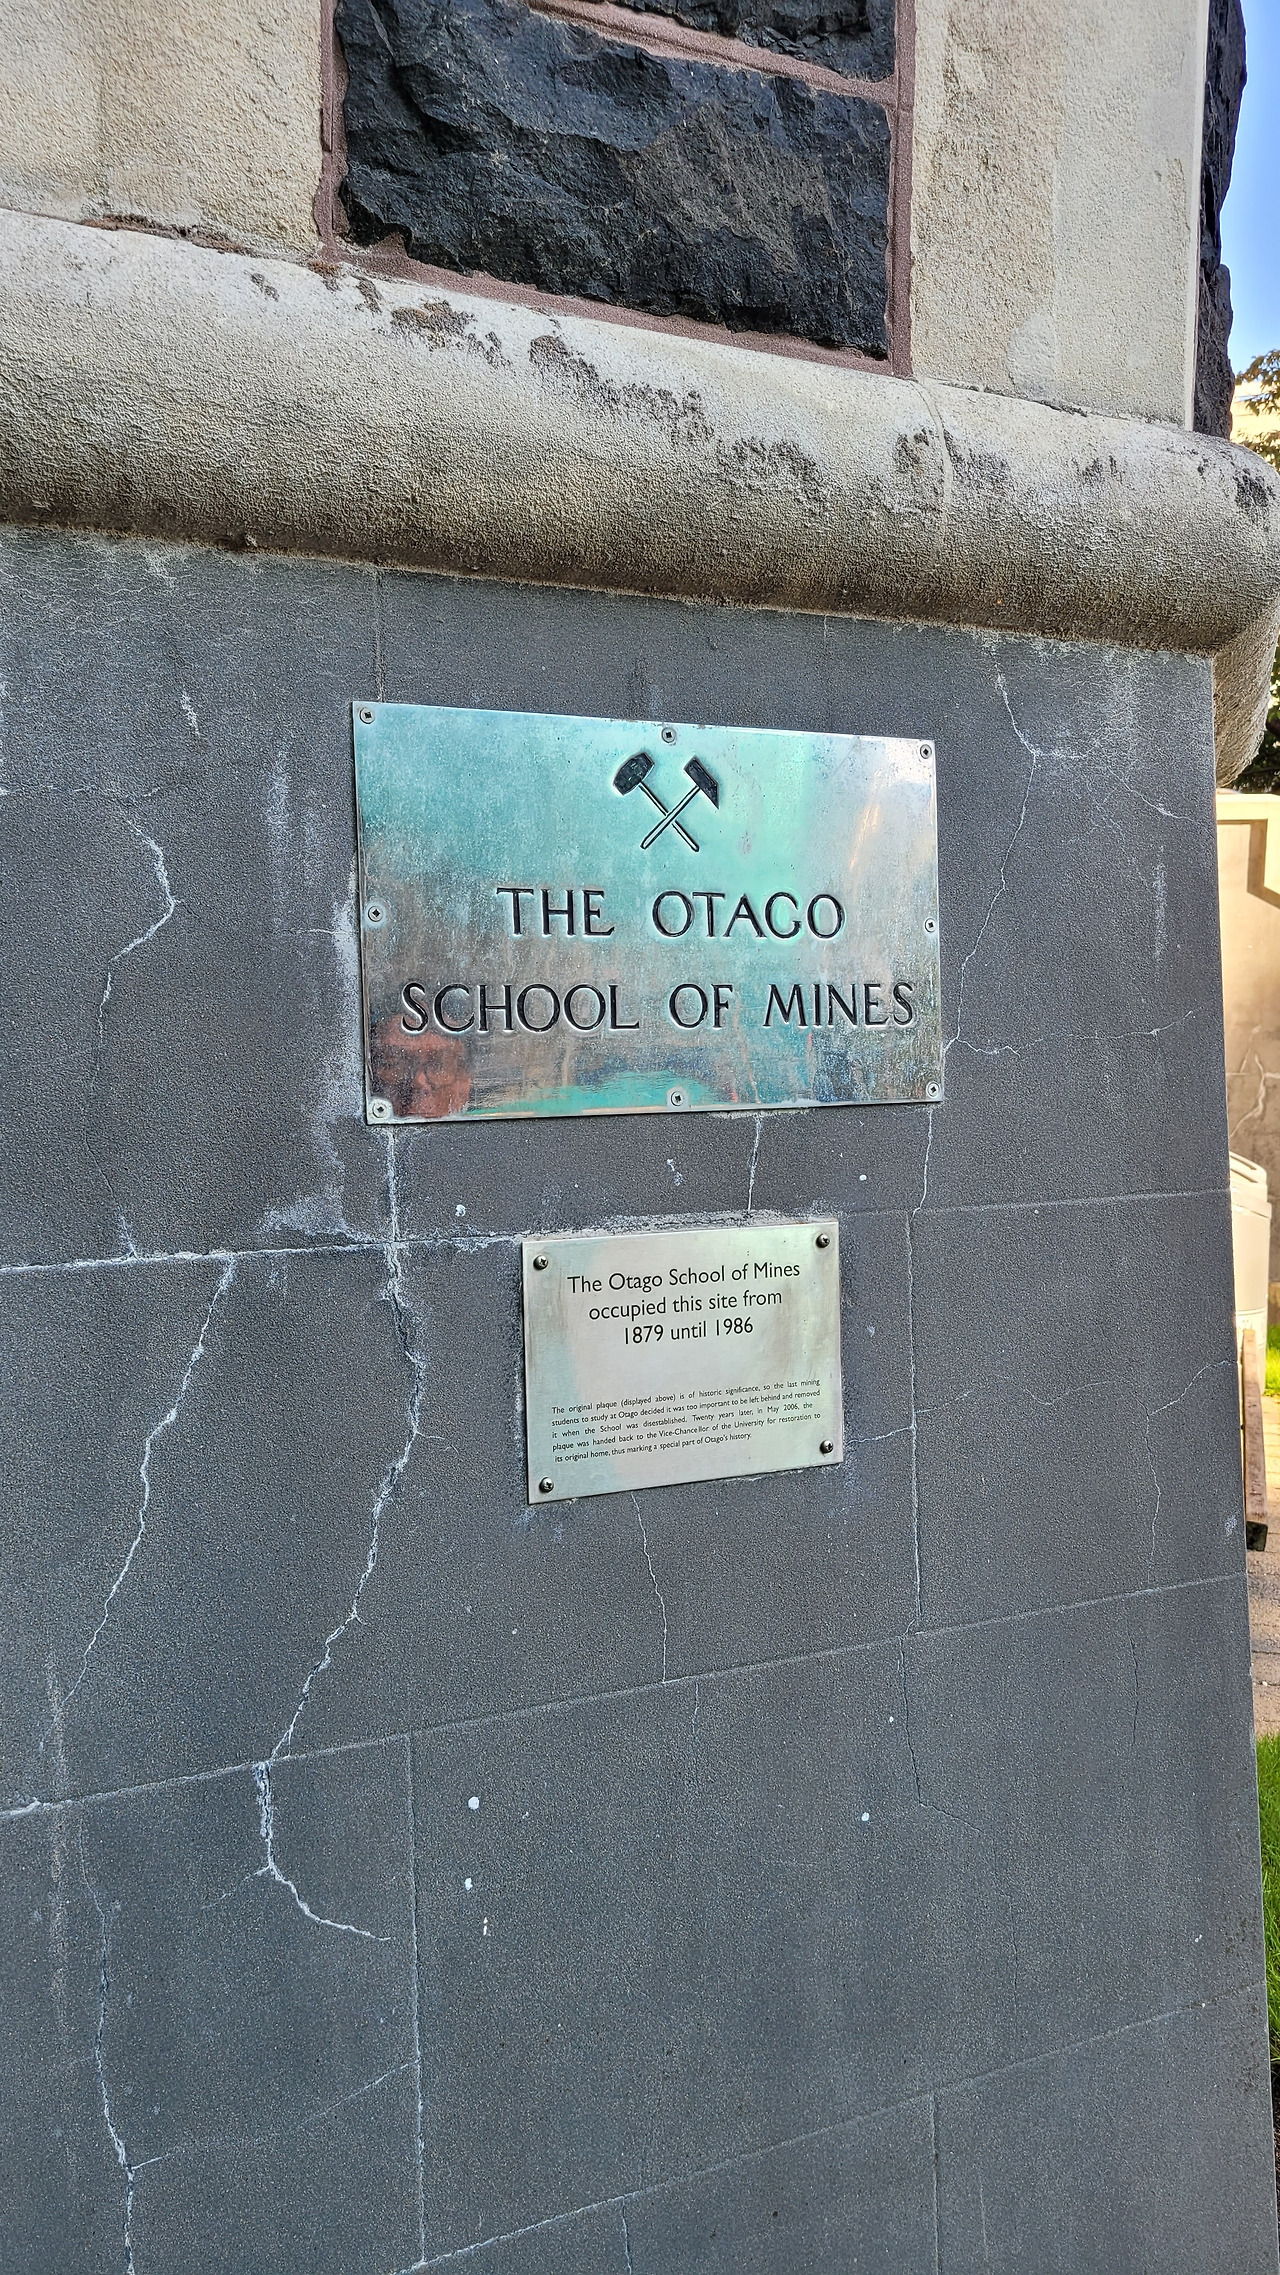 THE OTAGO
SCHOOL OF MINES
The Otago School of Mines
occupied this site from
1879 until 1986
The original plaque (displayed above) is of historic significance, so the last mining
students to study at Otago decided it was too important to be left behind and removed
it when the School was disestablished. Twenty years later, in May 2006, the
plaque was handed back to the Vice-Chancellor of the University for restoration to
its original home, thus marking a special part of Otago's history.